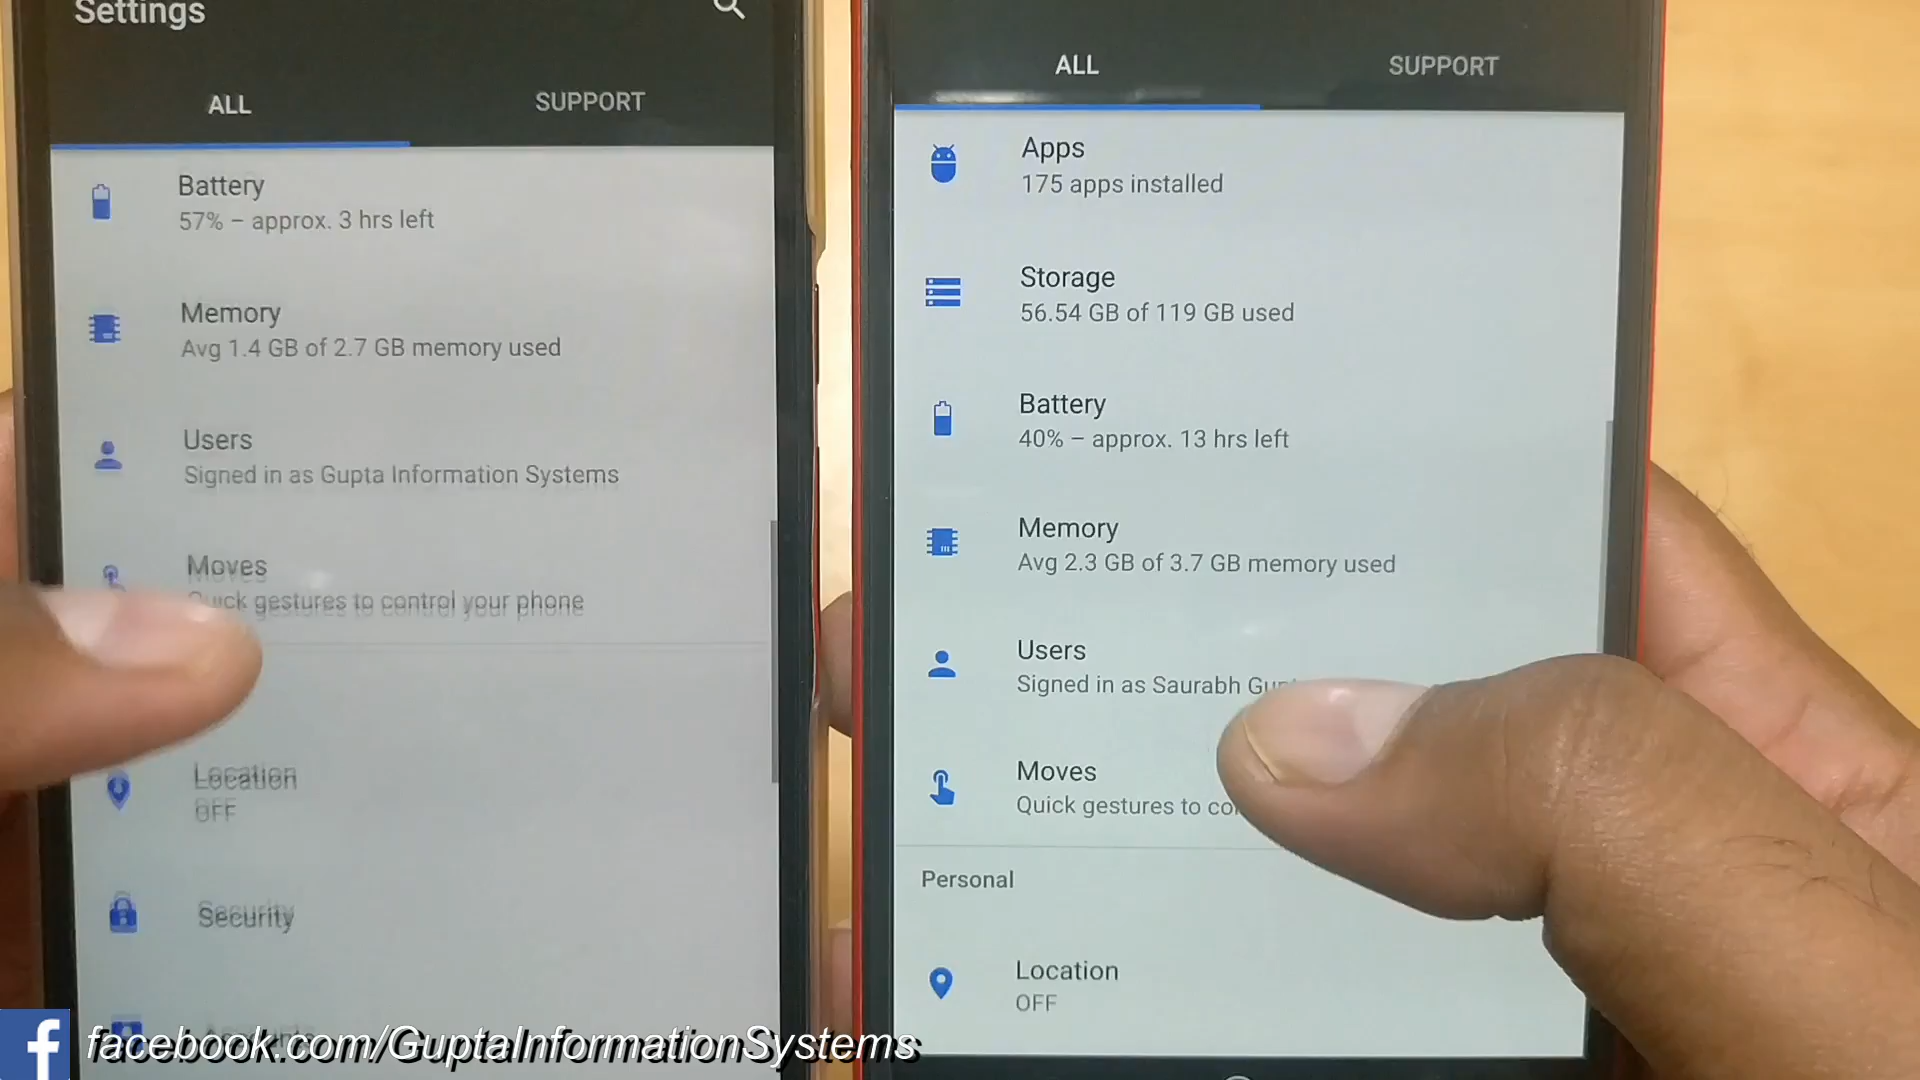 Settings
ALL
SUPPORT
Battery
57% – approx. 3 hrs left
Memory
Avg 1.4 GB of 2.7 GB memory used
Users
Signed in as Gupta Information Systems
Moves
Quick gestures to control your phone
Location
OFF
Security
Accounts
ALL
SUPPORT
Apps
175 apps installed
Storage
56.54 GB of 119 GB used
Battery
40% – approx. 13 hrs left
Memory
Avg 2.3 GB of 3.7 GB memory used
Users
Signed in as Saurabh
Moves
Quick gestures to
Personal
Location
OFF
f facebook.com/GuptaInformationSystems